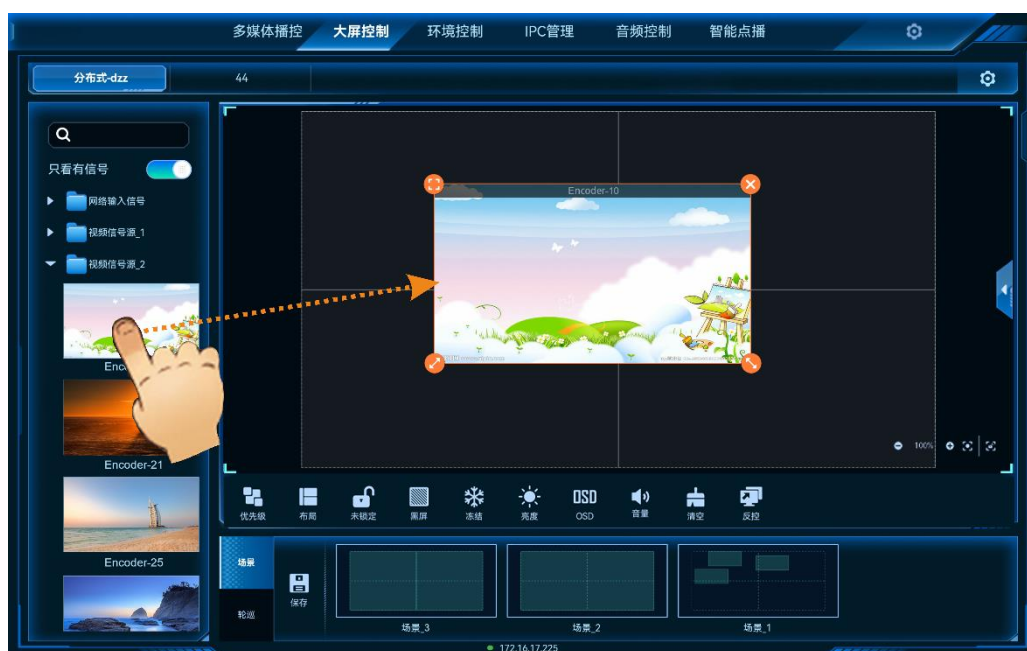 多媒体播控 大屏控制 环境控制 IPC管理 音频控制 智能点播
分布式-dzz 44
只看有信号
网络输入信号
视频信号源_1
视频信号源_2
Encoder-21
Encoder-25
Encoder-10
100%
OSD
优先级 布局 未锁定 黑屏 冻结 亮度 OSD 音量 清空 反控
场景
轮巡
保存
场景_3 场景_2 场景_1
172.16.17.225